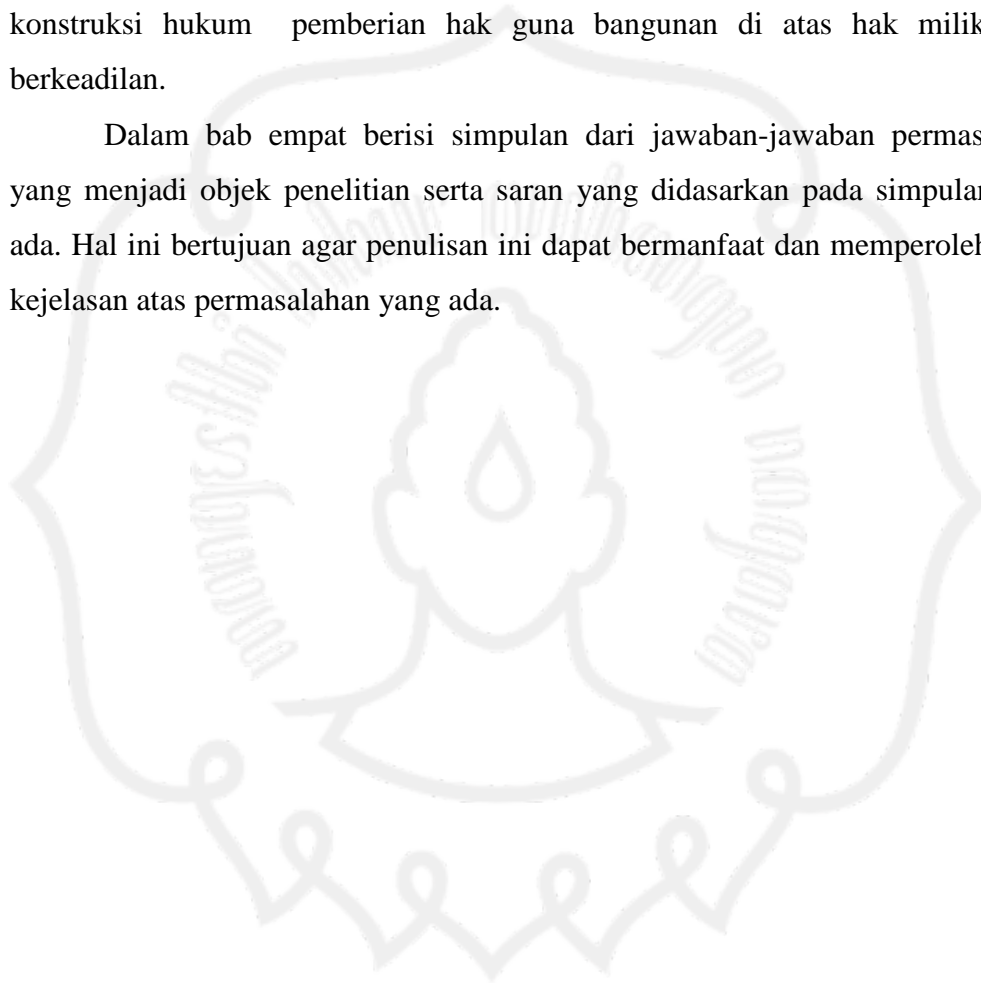 konstruksi hukum pemberian hak guna bangunan di atas hak milik
berkeadilan.
Dalam bab empat berisi simpulan dari jawaban-jawaban permas
yang menjadi objek penelitian serta saran yang didasarkan pada simpulan
ada. Hal ini bertujuan agar penulisan ini dapat bermanfaat dan memperoleh
kejelasan atas permasalahan yang ada.